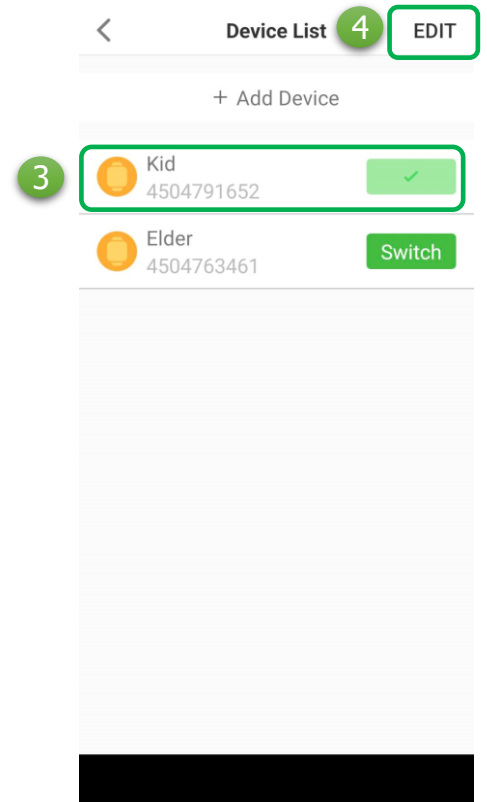 Device List
4
EDIT
+ Add Device
3
Kid
4504791652
Elder
4504763461
Switch